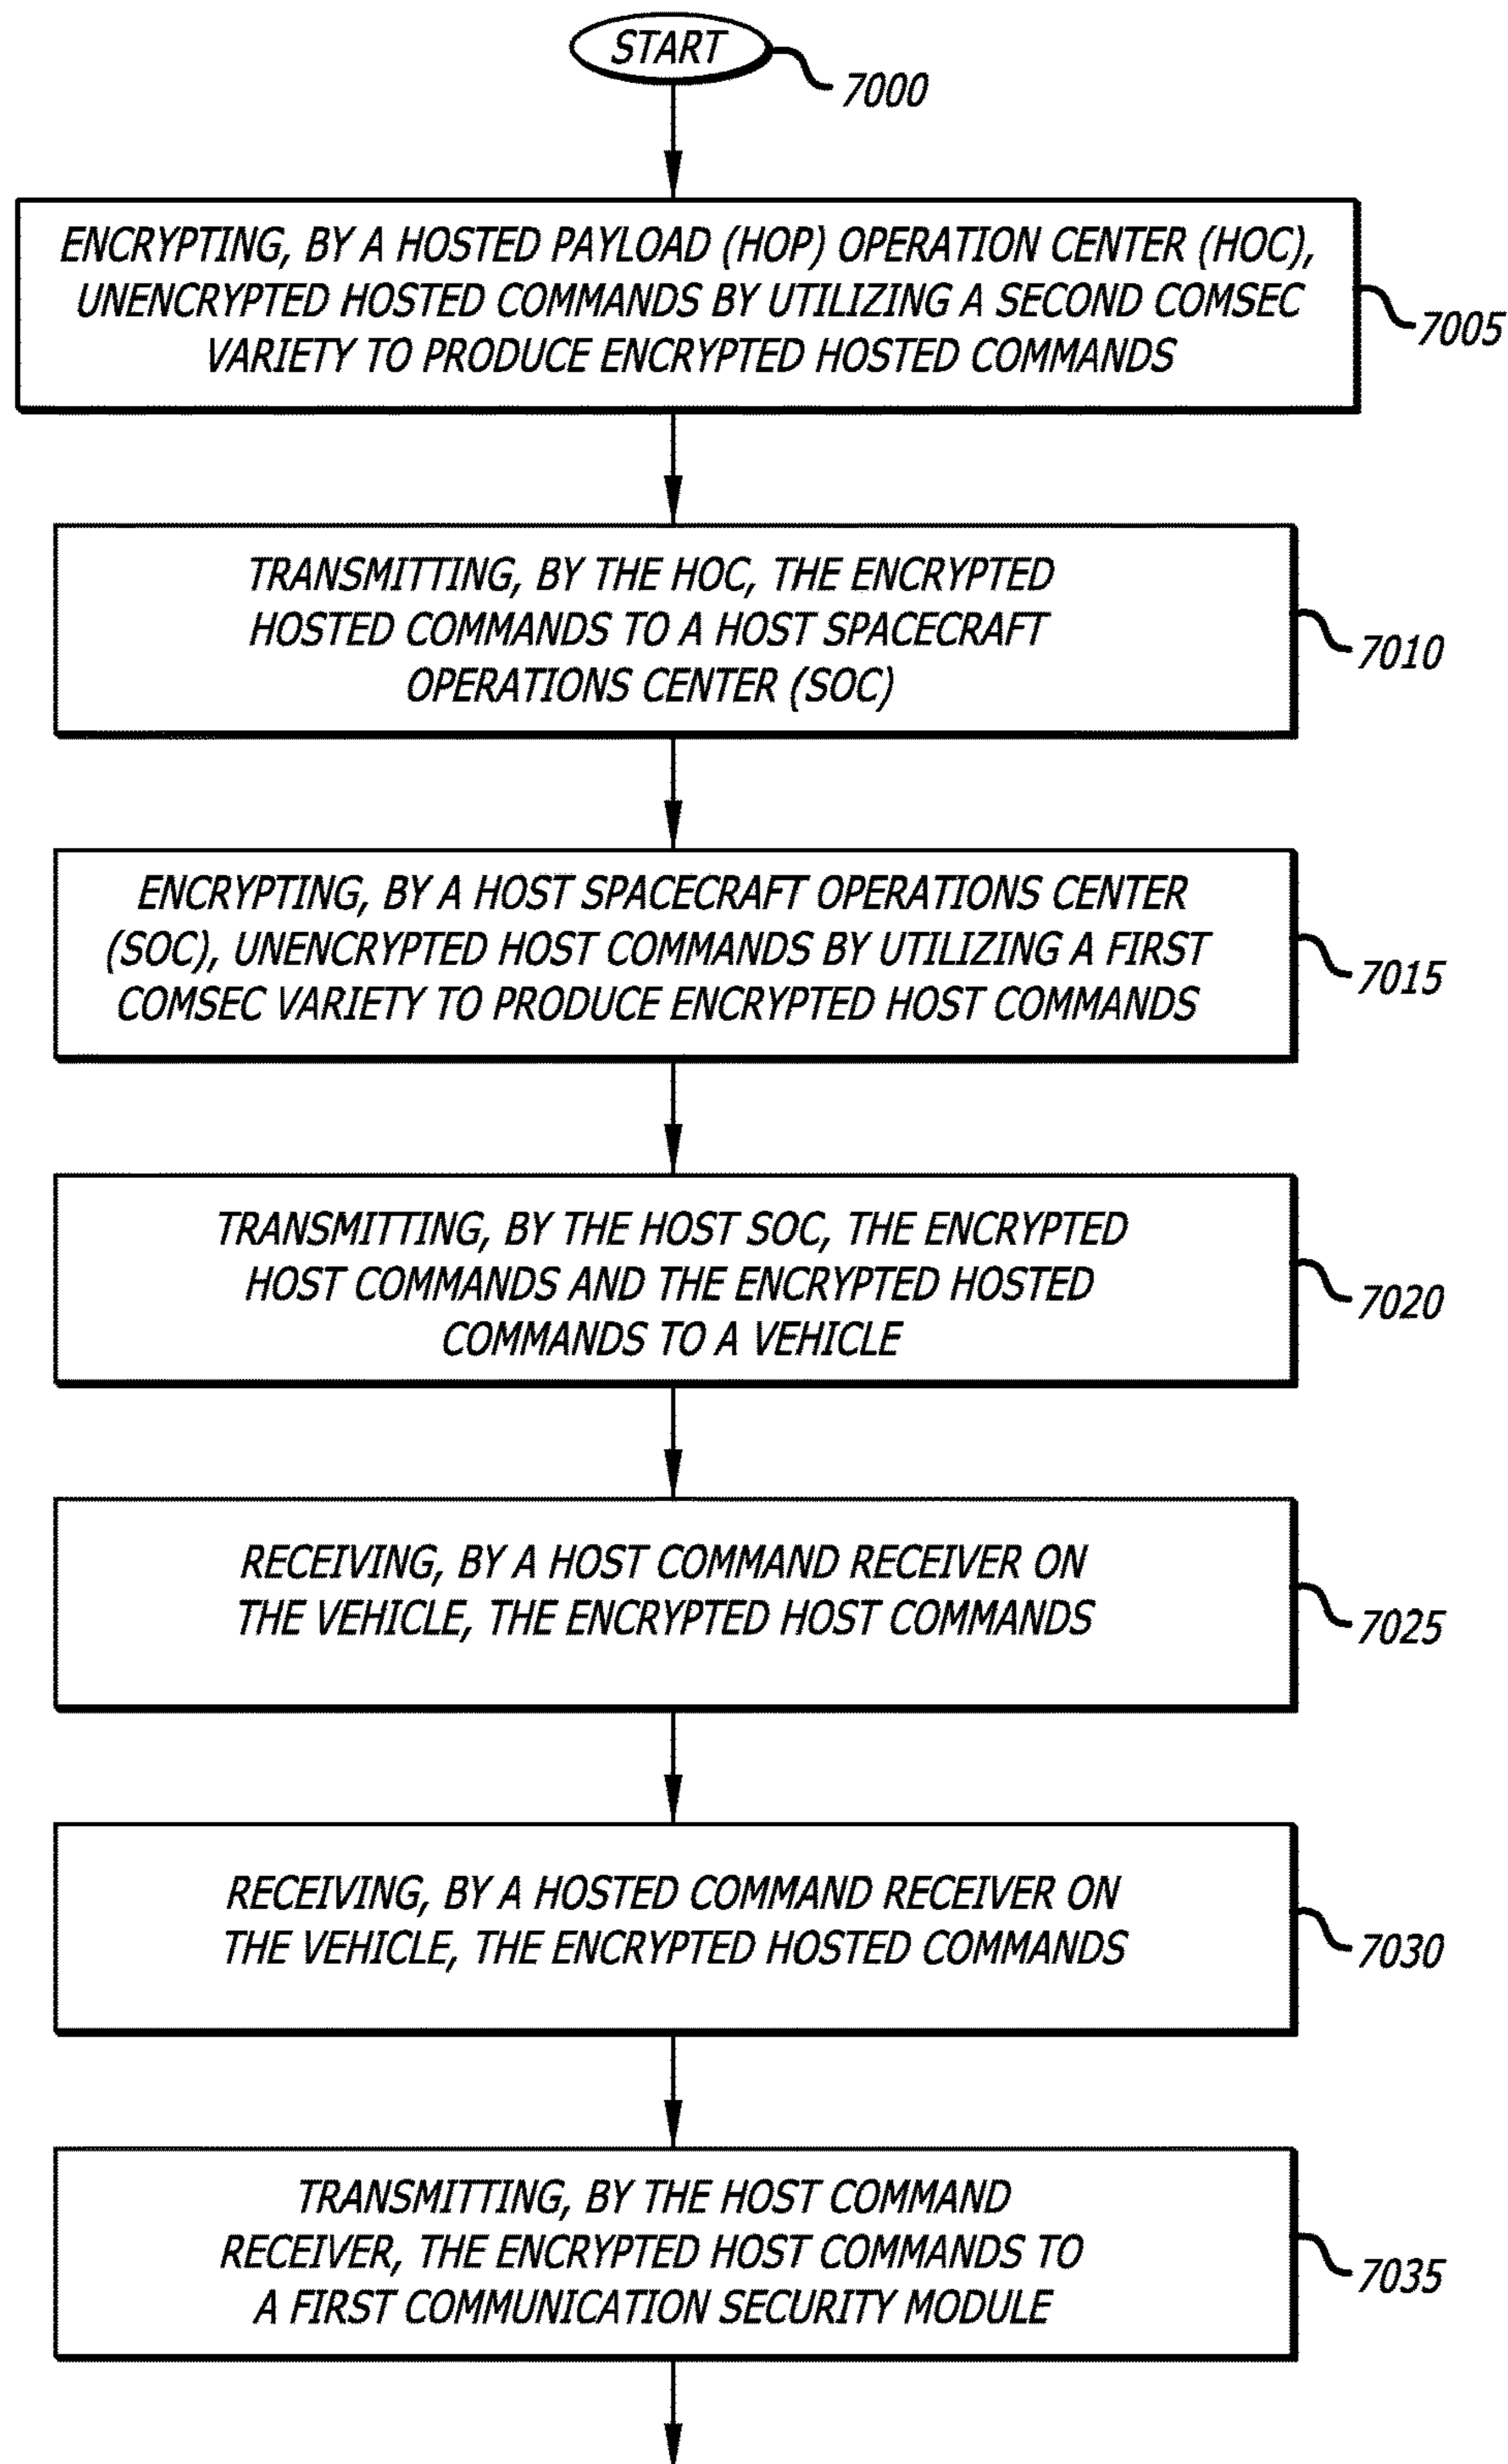 START
7000
ENCRYPTING, BY A HOSTED PAYLOAD (HOP) OPERATION CENTER (HOC),
UNENCRYPTED HOSTED COMMANDS BY UTILIZING A SECOND COMSEC
VARIETY TO PRODUCE ENCRYPTED HOSTED COMMANDS
7005
TRANSMITTING, BY THE HOC, THE ENCRYPTED
HOSTED COMMANDS TO A HOST SPACECRAFT
OPERATIONS CENTER (SOC)
7010
ENCRYPTING, BY A HOST SPACECRAFT OPERATIONS CENTER
(SOC), UNENCRYPTED HOST COMMANDS BY UTILIZING A FIRST
COMSEC VARIETY TO PRODUCE ENCRYPTED HOST COMMANDS
7015
TRANSMITTING, BY THE HOST SOC, THE ENCRYPTED
HOST COMMANDS AND THE ENCRYPTED HOSTED
COMMANDS TO A VEHICLE
7020
RECEIVING, BY A HOST COMMAND RECEIVER ON
THE VEHICLE, THE ENCRYPTED HOST COMMANDS
7025
RECEIVING, BY A HOSTED COMMAND RECEIVER ON
THE VEHICLE, THE ENCRYPTED HOSTED COMMANDS
7030
TRANSMITTING, BY THE HOST COMMAND
RECEIVER, THE ENCRYPTED HOST COMMANDS TO
A FIRST COMMUNICATION SECURITY MODULE
7035